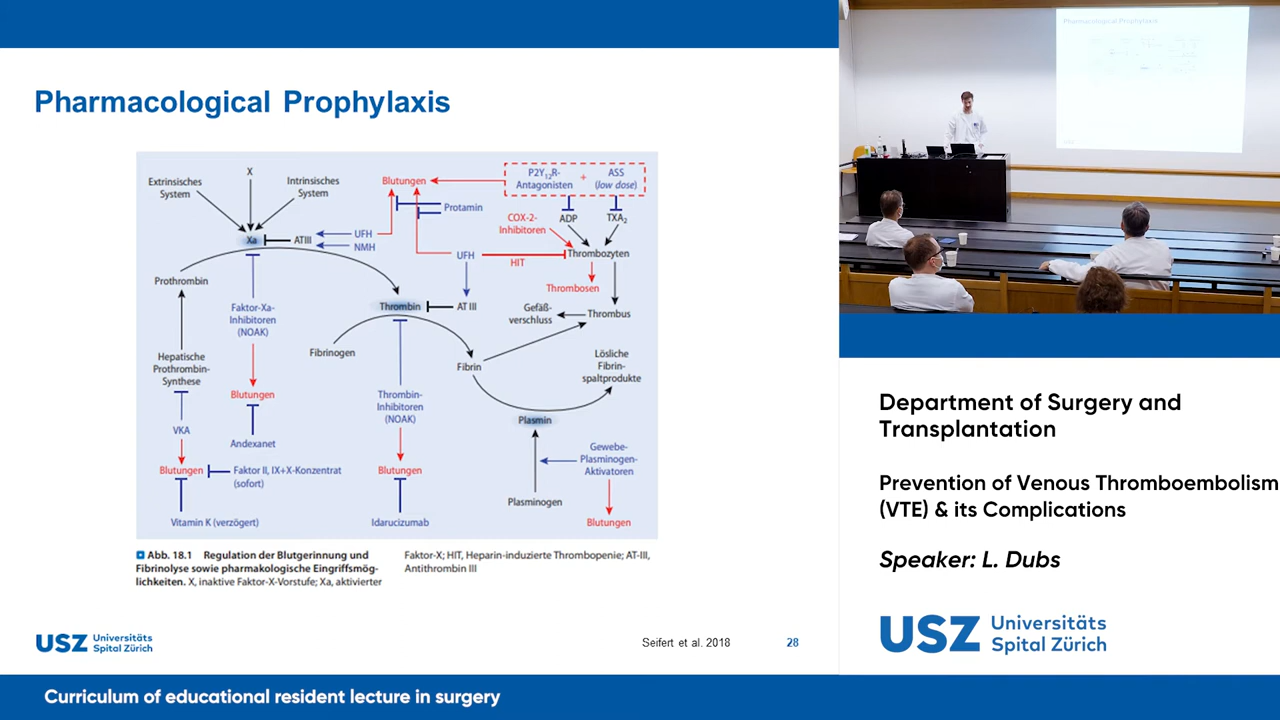 Pharmacological Prophylaxis
Extrinsisches
System
X
Intrinsisches
System
Blutungen
P2Y12R-
Antagonisten
+
ASS
(low dose)
Protamin
ADP
TXA2
COX-2-
Inhibitoren
Xa
ATIII
UFH
NMH
UFH
HIT
Thrombozyten
Prothrombin
Thrombosen
Faktor-Xa-
Inhibitoren
(NOAK)
Thrombin
AT III
Gefäß-
verschluss
Thrombus
Fibrinogen
Fibrin
Lösliche
Fibrin-
spaltprodukte
Hepatische
Prothrombin-
Synthese
Blutungen
Thrombin-
Inhibitoren
(NOAK)
Plasmin
VKA
Andexanet
Gewebe-
Plasminogen-
Aktivatoren
Blutungen
Faktor II, IX+X-Konzentrat
(sofort)
Blutungen
Plasminogen
Vitamin K (verzögert)
Idarucizumab
Blutungen
Abb. 18.1 Regulation der Blutgerinnung und
Fibrinolyse sowie pharmakologische Eingriffsmög-
lichkeiten. X, inaktive Faktor-X-Vorstufe; Xa, aktivierter
Faktor-X; HIT, Heparin-induzierte Thrombopenie; AT-III,
Antithrombin III
USZ Universitäts
Spital Zürich
Seifert et al. 2018
28
Curriculum of educational resident lecture in surgery
Pharmacological Prophylaxis
Department of Surgery and
Transplantation
Prevention of Venous Thromboembolism
(VTE) & its Complications
Speaker: L. Dubs
USZ Universitäts
Spital Zürich